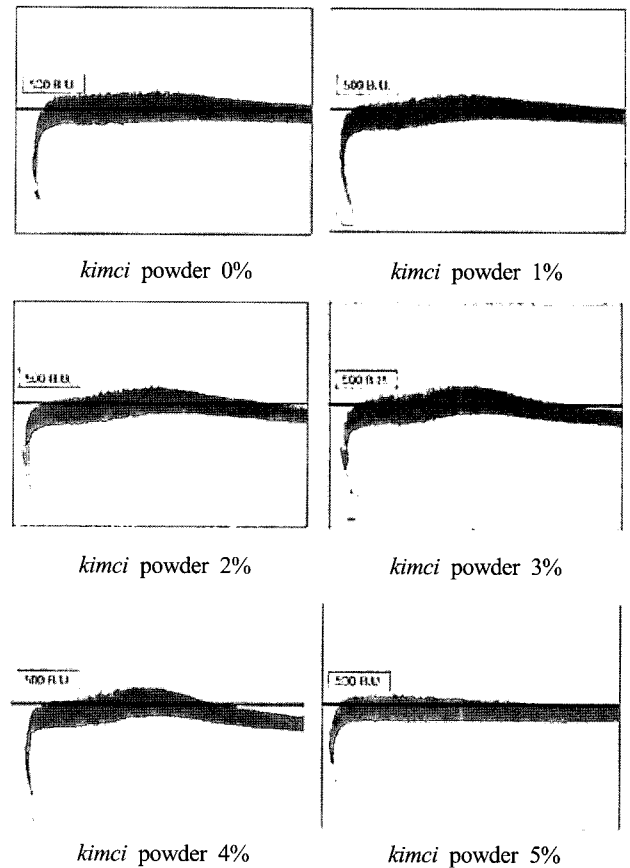 500 B.U.
500 B.U.
kimci powder 0%
kimci powder 1%
500 B.U.
500 B.U.
kimci powder 2%
kimci powder 3%
500 B.U.
500 B.U.
kimci powder 4%
kimci powder 5%